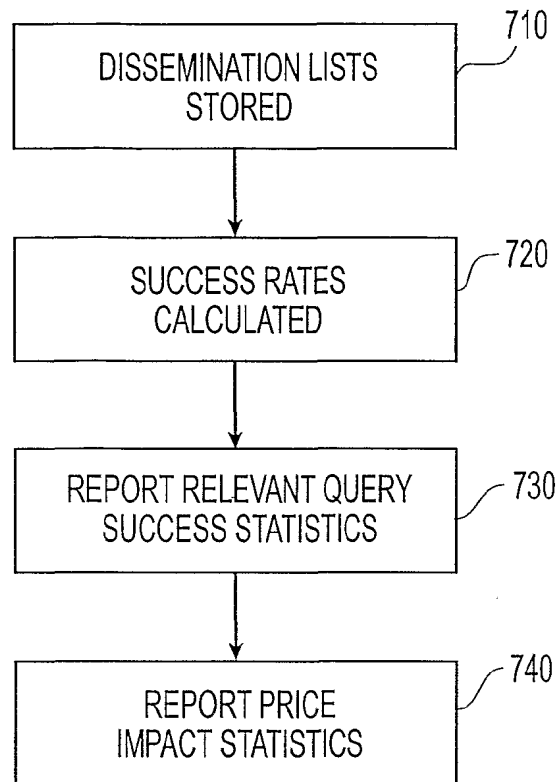 710
DISSEMINATION LISTS
STORED
720
SUCCESS RATES
CALCULATED
730
REPORT RELEVANT QUERY
SUCCESS STATISTICS
740
REPORT PRICE
IMPACT STATISTICS